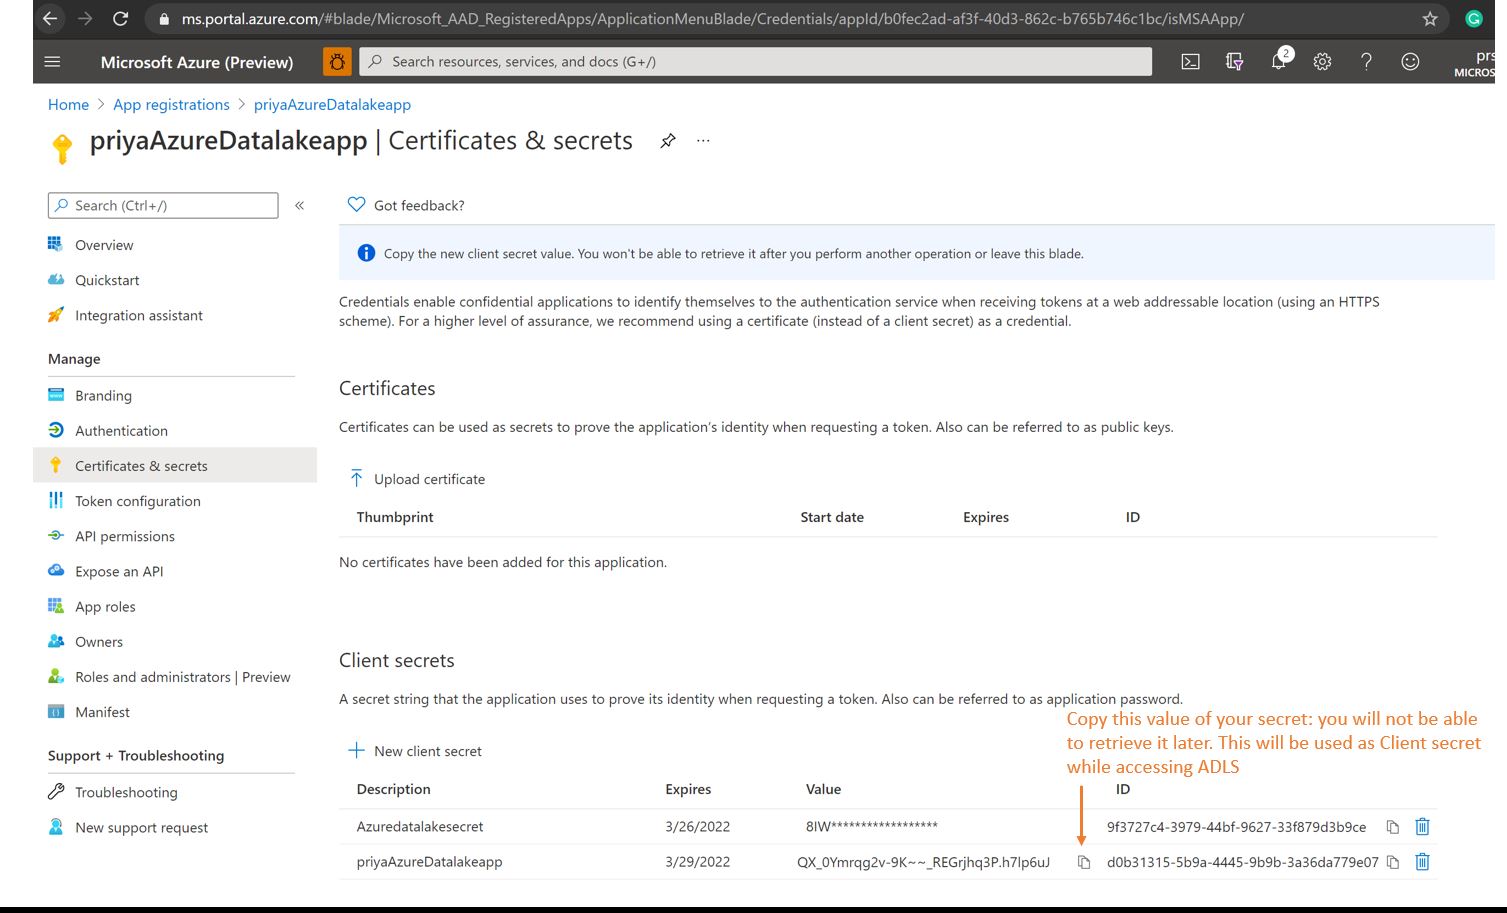 ms.portal.azure.com/#blade/Microsoft_AAD_RegisteredApps/ApplicationMenuBlade/Credentials/appId/b0fec2ad-af3f-40d3-862c-b765b746c1bc/isMSAApp/
Microsoft Azure (Preview)
Search resources, services, and docs (G+/)
2
prs
MICROS
Home > App registrations > priyaAzureDatalakeapp
priyaAzureDatalakeapp | Certificates & secrets
Search (Ctrl+/)
Got feedback?
Overview
Quickstart
Integration assistant
Manage
Branding
Authentication
Certificates & secrets
Token configuration
API permissions
Expose an API
App roles
Owners
Roles and administrators | Preview
Manifest
Support + Troubleshooting
Troubleshooting
New support request
Copy the new client secret value. You won't be able to retrieve it after you perform another operation or leave this blade.
Credentials enable confidential applications to identify themselves to the authentication service when receiving tokens at a web addressable location (using an HTTPS
scheme). For a higher level of assurance, we recommend using a certificate (instead of a client secret) as a credential.
Certificates
Certificates can be used as secrets to prove the application's identity when requesting a token. Also can be referred to as public keys.
Upload certificate
Thumbprint Start date Expires ID
No certificates have been added for this application.
Client secrets
A secret string that the application uses to prove its identity when requesting a token. Also can be referred to as application password.
Copy this value of your secret: you will not be able
to retrieve it later. This will be used as Client secret
while accessing ADLS
New client secret
Description Expires Value ID
Azuredatalakesecret 3/26/2022 8IW****************** 9f3727c4-3979-44bf-9627-33f879d3b9ce
priyaAzureDatalakeapp 3/29/2022 QX_0Ymrqg2v-9K~~_REGrjhq3P.h7lp6uJ d0b31315-5b9a-4445-9b9b-3a36da779e07